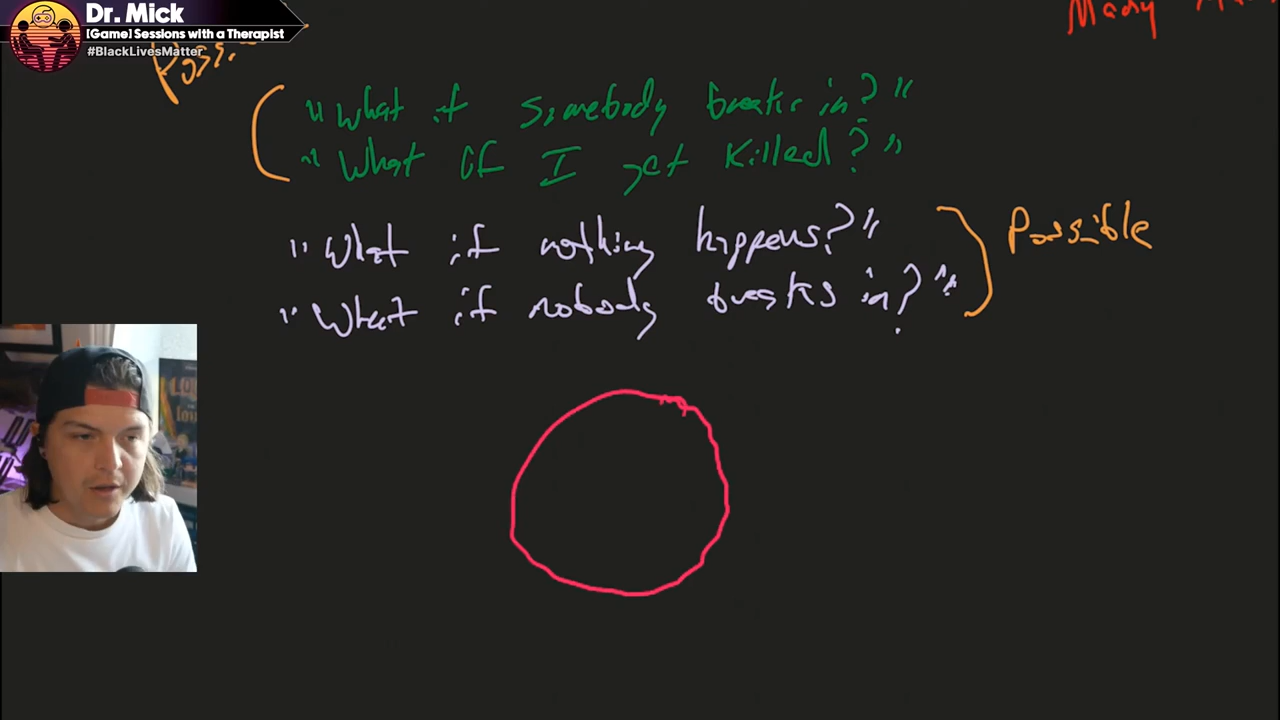 Dr. Mick
[Game] Sessions with a Therapist
#BlackLivesMatter
Poss
"What if somebody breaks in?"
"What if I get killed?"
"What if nothing happens?"
"What if nobody breaks in?"
Possible